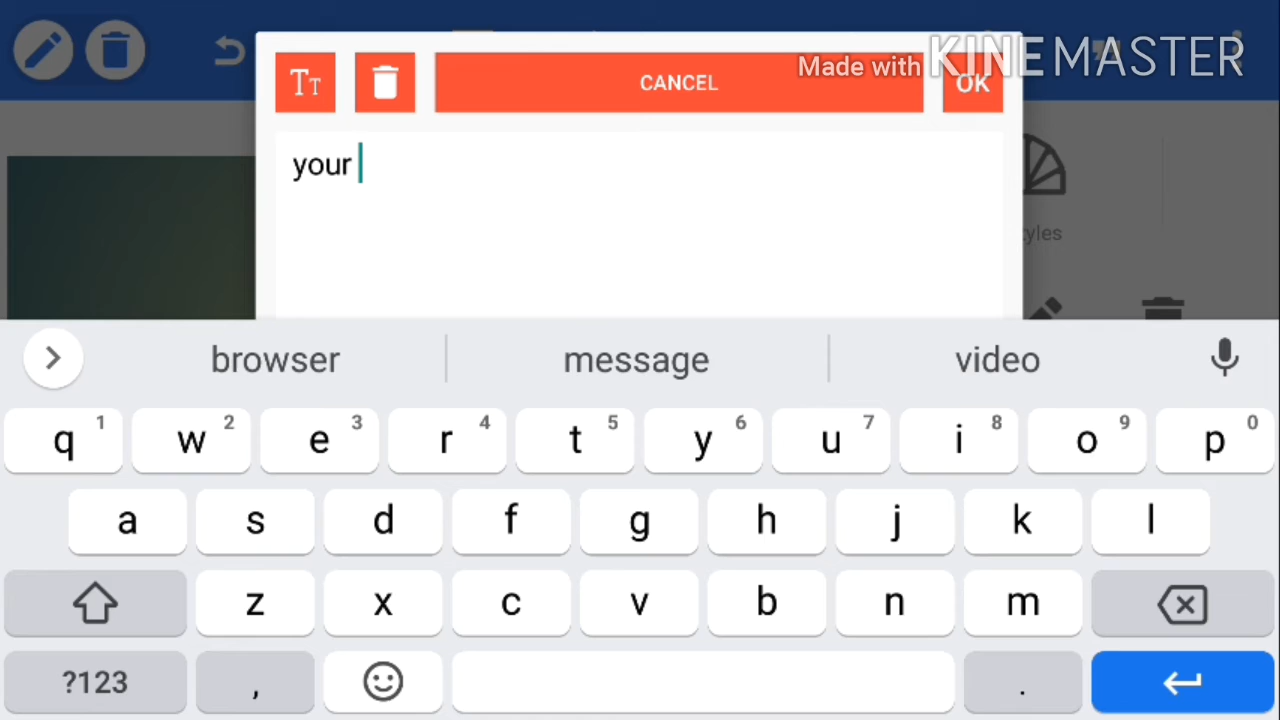 Made with KINEMASTER
Tт CANCEL OK
your
yles
browser message video
q 1 w 2 e 3 r 4 t 5 y 6 u 7 i 8 o 9 p 0
a s d f g h j k l
z x c v b n m
?123 , .